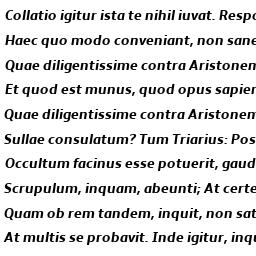 Collatio igitur ista te nihil iuvat. Respo
Haec quo modo conveniant, non sane
Quae diligentissime contra Aristonem
Et quod est munus, quod opus sapien
Quae diligentissime contra Aristonem
Sullae consulatum? Tum Triarius: Pos
Occultum facinus esse potuerit, gaud
Scrupulum, inquam, abeunti; At certe
Quam ob rem tandem, inquit, non sat
At multis se probavit. Inde igitur, inqu